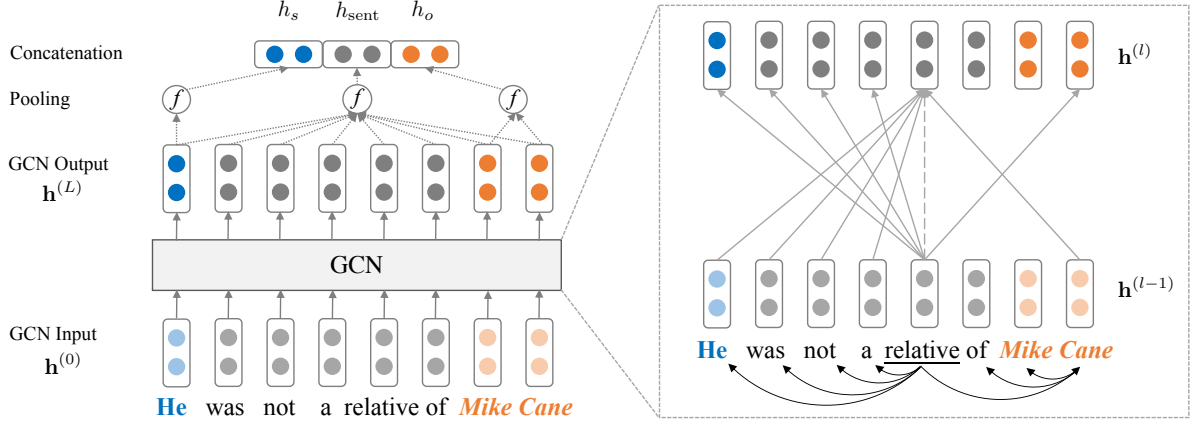 h_s h_sent h_o
Concatenation
Pooling
f f f
GCN Output
h^(L)
GCN
GCN Input
h^(0)
He was not a relative of Mike Cane
h^(l)
h^(l−1)
He was not a relative of Mike Cane